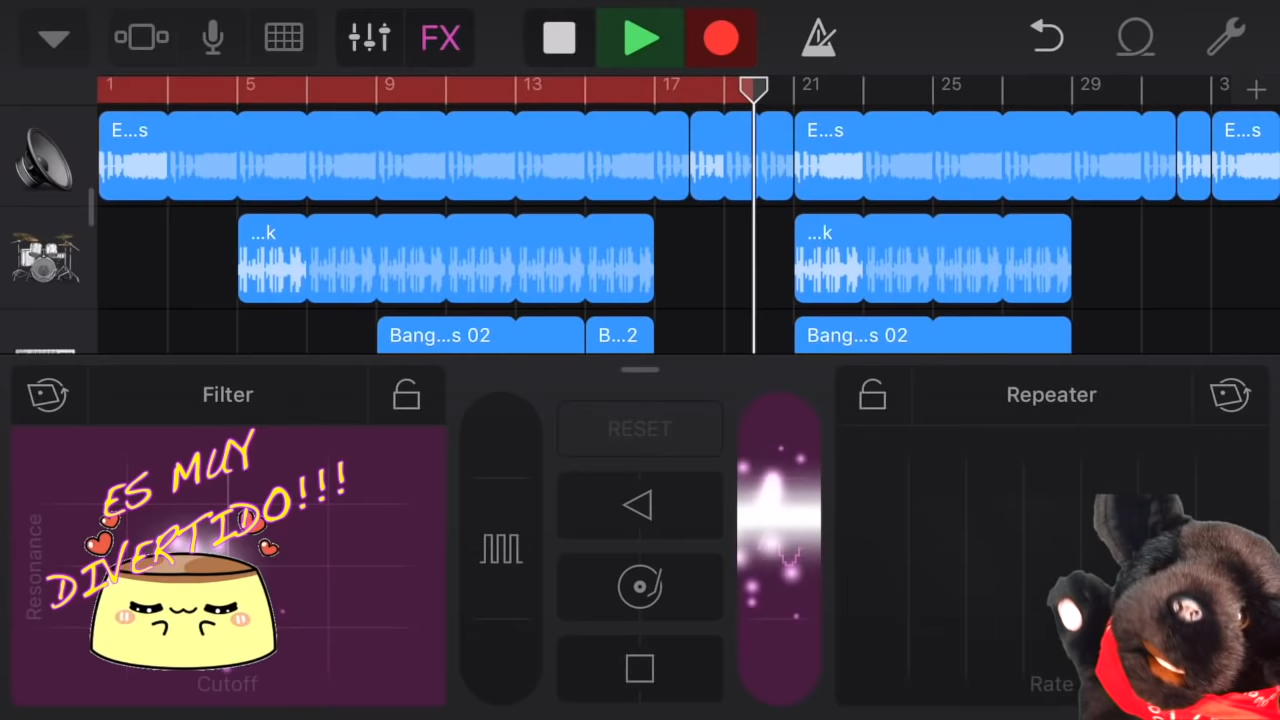 FX
1 5 9 13 17 21 25 29 3
E...s E...s E...s
...k ...k
Bang...s 02 B...2 Bang...s 02
Filter
RESET
Repeater
ES MUY
DIVERTIDO!!!
Resonance
Cutoff
Rate